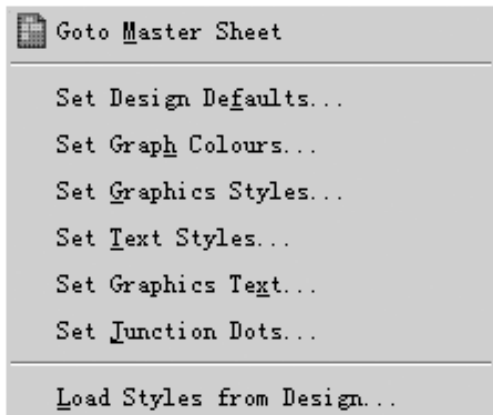 Goto Master Sheet
Set Design Defaults...
Set Graph Colours...
Set Graphics Styles...
Set Text Styles...
Set Graphics Text...
Set Junction Dots...
Load Styles from Design...